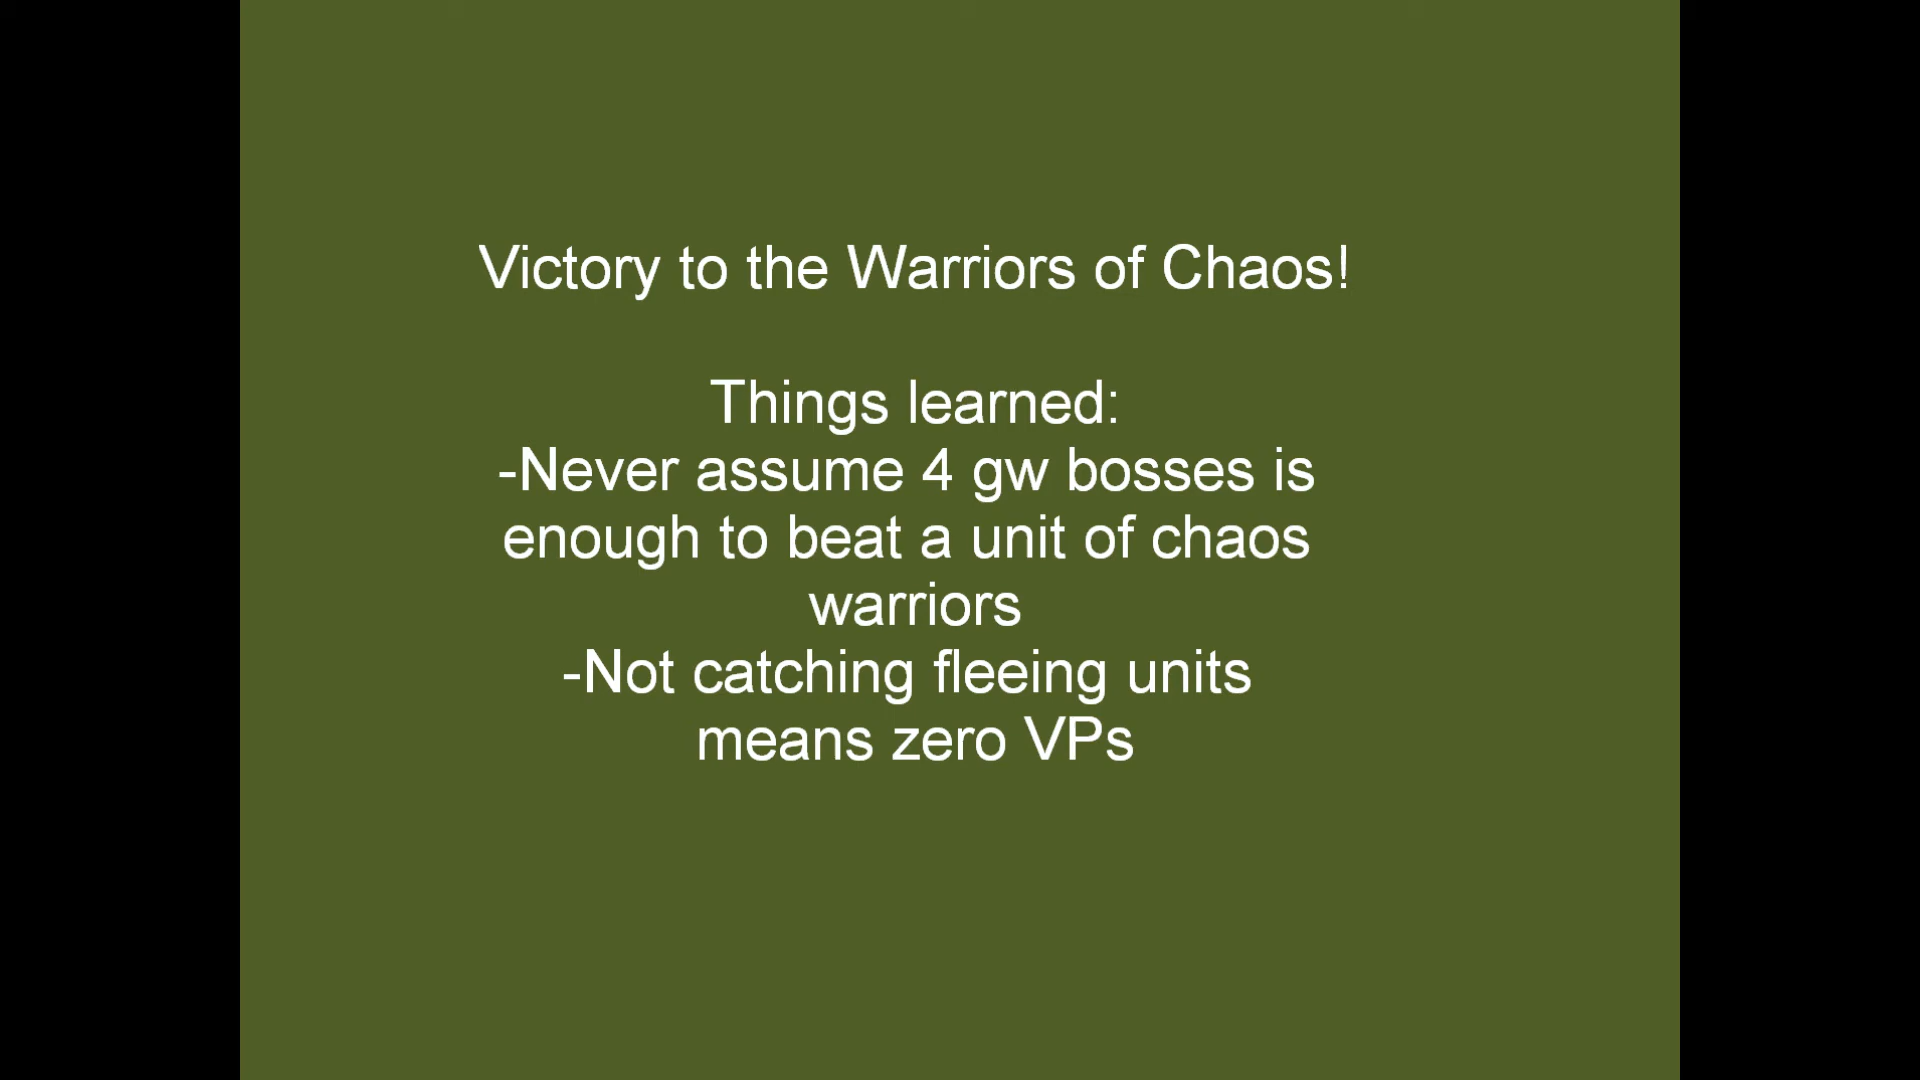 Victory to the Warriors of Chaos!
Things learned:
-Never assume 4 gw bosses is
enough to beat a unit of chaos
warriors
-Not catching fleeing units
means zero VPs